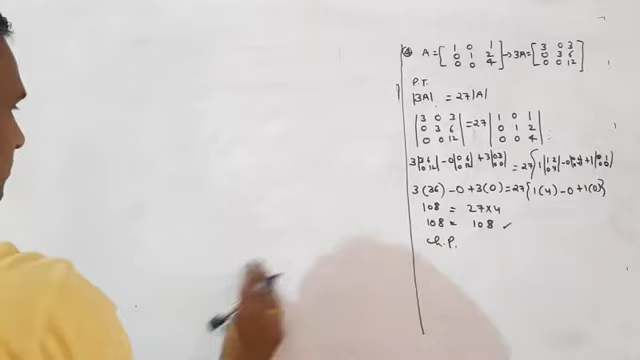 ④ A = [1 0 1; 0 1 2; 0 0 4] → 3A = [3 0 3; 0 3 6; 0 0 12]
P.T.
|3A| = 27|A|
|3 0 3; 0 3 6; 0 0 12| = 27 |1 0 1; 0 1 2; 0 0 4|
3|3 6; 0 12| - 0|0 6; 0 12| + 3|0 3; 0 0| = 27{1|1 2; 0 4| - 0|0 2; 0 4| + 1|0 1; 0 0|}
3(36) - 0 + 3(0) = 27{1(4) - 0 + 1(0)}
108 = 27×4
108 = 108 ✓
h.P.